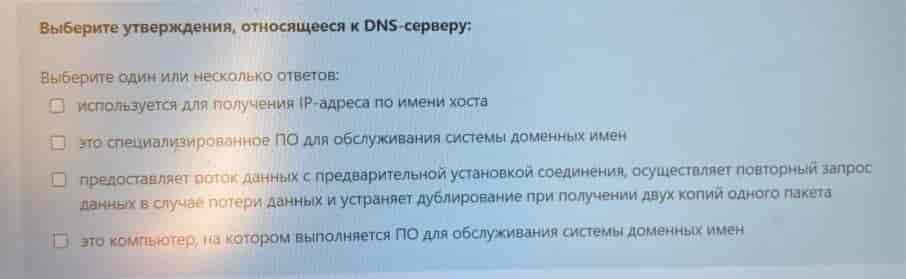 Выберите утверждения, относящееся к DNS-серверу:
Выберите один или несколько ответов:
используется для получения IP-адреса по имени хоста
это специализированное ПО для обслуживания системы доменных имен
предоставляет поток данных с предварительной установкой соединения, осуществляет повторный запрос
данных в случае потери данных и устраняет дублирование при получении двух копий одного пакета
это компьютер, на котором выполняется ПО для обслуживания системы доменных имен